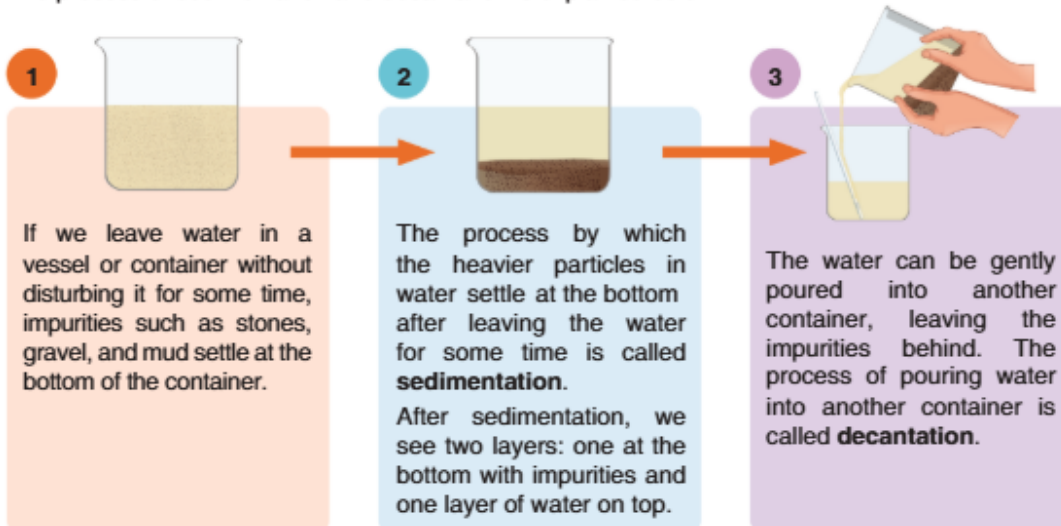 1
If we leave water in a
vessel or container without
disturbing it for some time,
impurities such as stones,
gravel, and mud settle at the
bottom of the container.
2
The process by which
the heavier particles in
water settle at the bottom
after leaving the water
for some time is called
sedimentation.
After sedimentation, we
see two layers: one at the
bottom with impurities and
one layer of water on top.
3
The water can be gently
poured into another
container, leaving the
impurities behind. The
process of pouring water
into another container is
called decantation.